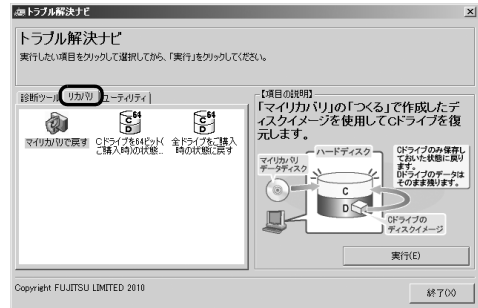 トラブル解決ナビ
トラブル解決ナビ
実行したい項目をクリックして選択してから、「実行」をクリックしてください。
診断ツール
リカバリ
ユーティリティ
64
C
D
64
C
D
マイリカバリで戻す
Cドライブを64ビット(
ご購入時)の状態...
全ドライブをご購入
時の状態に戻す
【項目の説明】
「マイリカバリ」の「つくる」で作成したデ
ィスクイメージを使用してCドライブを復
元します。
マイリカバリ
データディスク
ハードディスク
C
D
Cドライブのみ保存し
ておいた状態に戻り
ます。
Dドライブのデータは
そのまま残ります。
Cドライブの
ディスクイメージ
実行(E)
Copyright FUJITSU LIMITED 2010
終了(X)